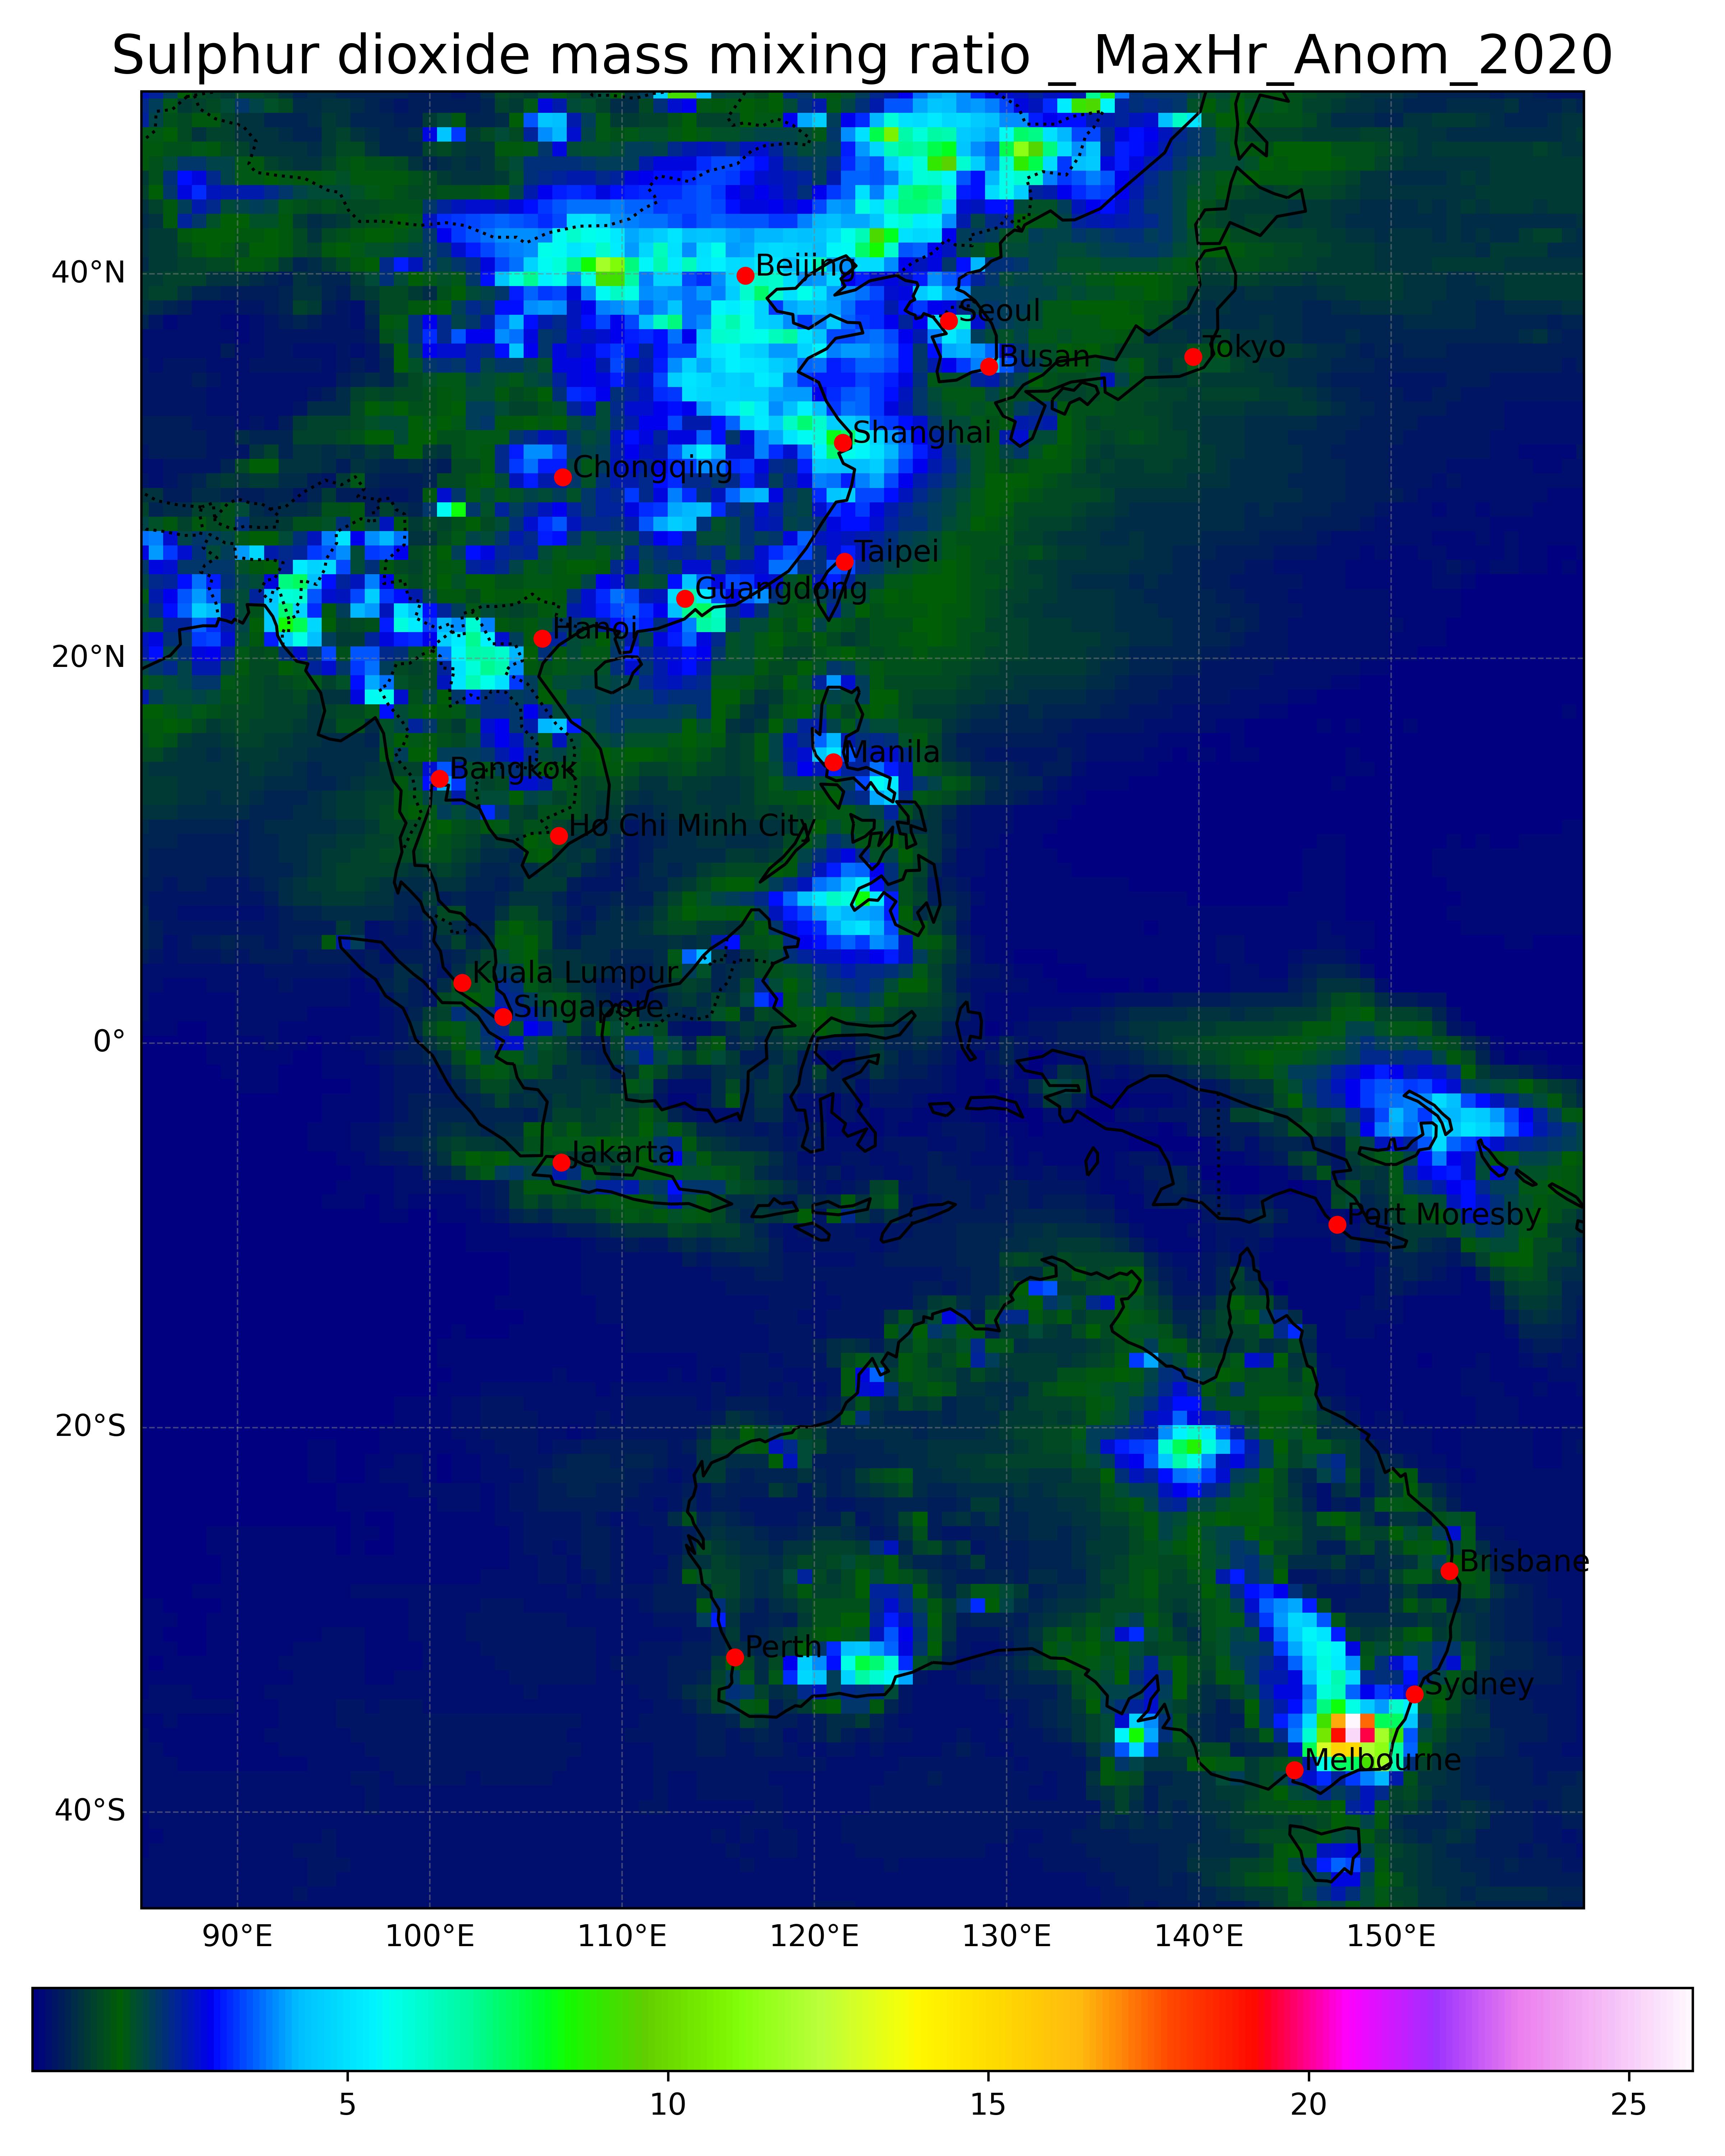 Sulphur dioxide mass mixing ratio _ MaxHr_Anom_2020
40°N
Beijing
Seoul
Busan
Tokyo
Shanghai
Chongqing
Taipei
Guangdong
Hanoi
20°N
Manila
Bangkok
Ho Chi Minh City
Kuala Lumpur
Singapore
0°
Jakarta
Port Moresby
20°S
Brisbane
Perth
Sydney
Melbourne
40°S
90°E 100°E 110°E 120°E 130°E 140°E 150°E
5 10 15 20 25